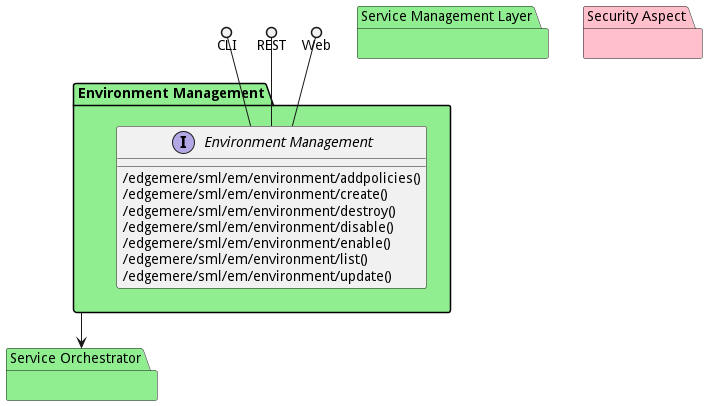 CLI
REST
Web
Service Management Layer
Security Aspect
Environment Management
I
Environment Management
/edgemere/sml/em/environment/addpolicies()
/edgemere/sml/em/environment/create()
/edgemere/sml/em/environment/destroy()
/edgemere/sml/em/environment/disable()
/edgemere/sml/em/environment/enable()
/edgemere/sml/em/environment/list()
/edgemere/sml/em/environment/update()
Service Orchestrator